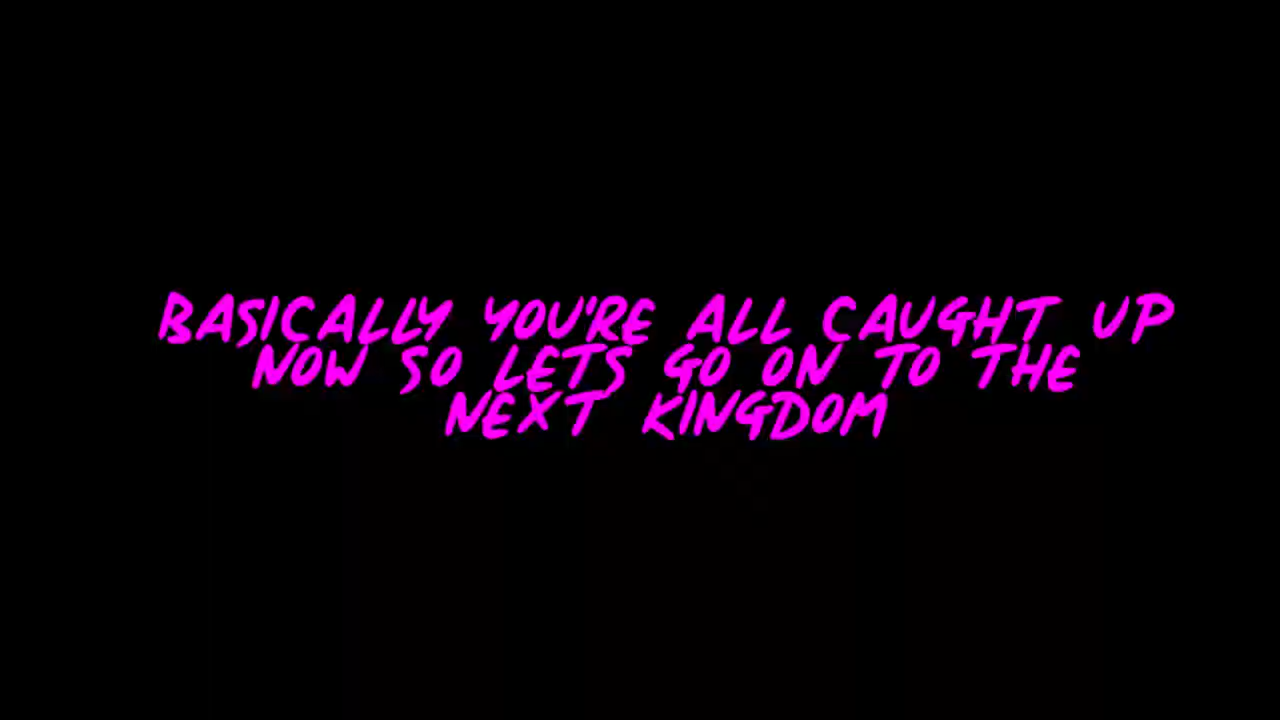 BASICALLY YOU'RE ALL CAUGHT UP
NOW SO LETS GO ON TO THE
NEXT KINGDOM